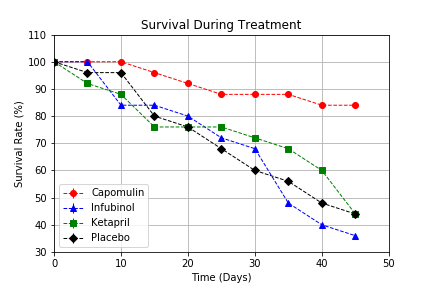 Survival During Treatment
110
100
90
80
70
60
50
40
30
Survival Rate (%)
Capomulin
Infubinol
Ketapril
Placebo
0 10 20 30 40 50
Time (Days)